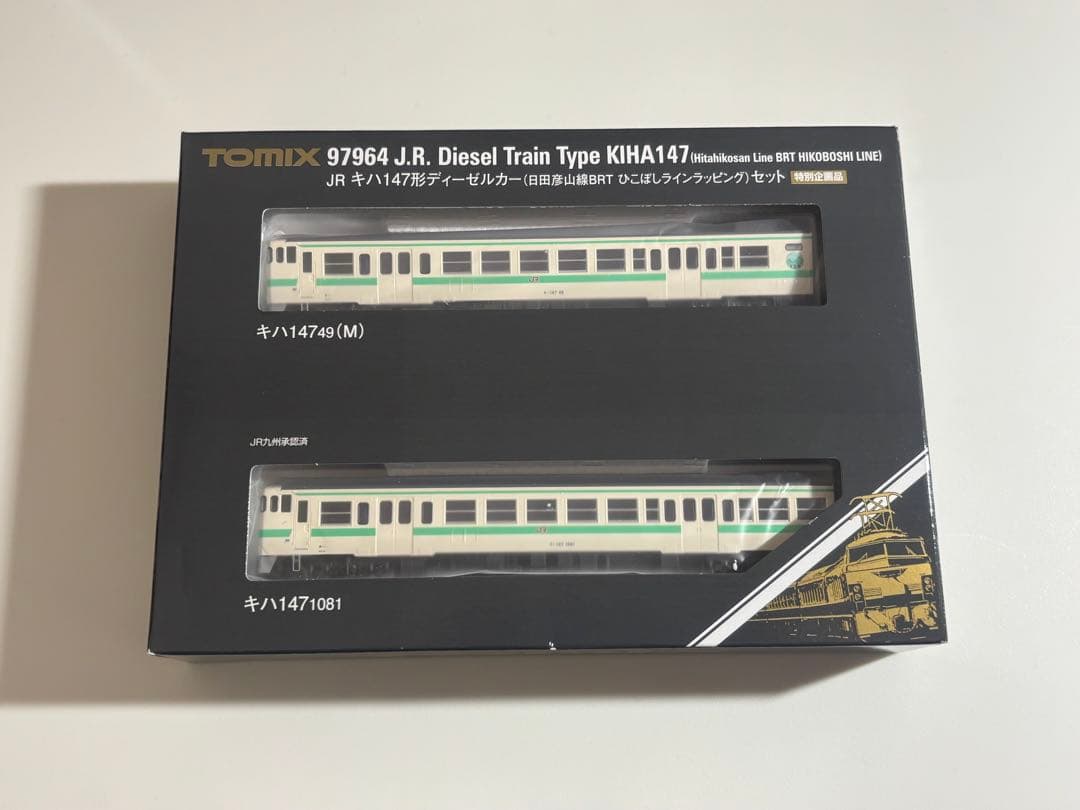 TOMIX 97964 J.R. Diesel Train Type KIHA147 (Hitahikosan Line BRT HIKOBOSHI LINE)
JR キハ147形ディーゼルカー(日田彦山線BRT ひこぼしラインラッピング)セット 特別企画品
キハ14749(M)
JR九州承認済
キハ1471081